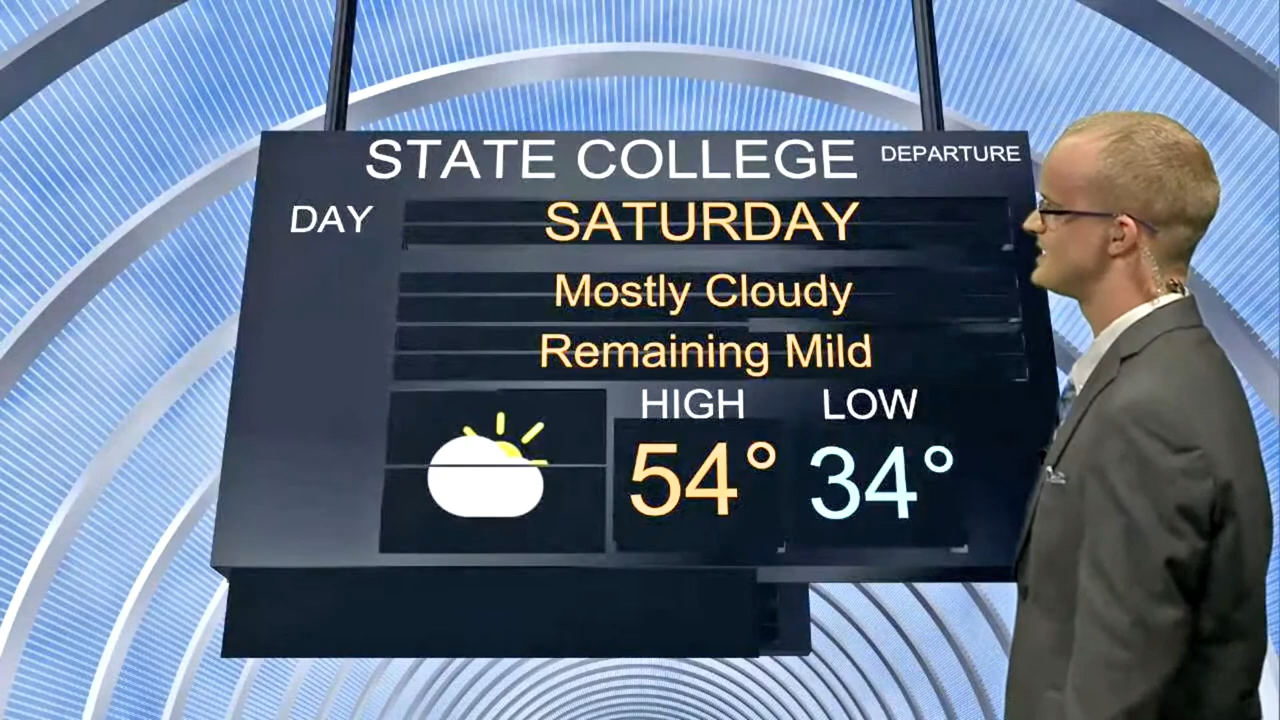 STATE COLLEGE DEPARTURE
DAY SATURDAY
Mostly Cloudy
Remaining Mild
HIGH LOW
54° 34°